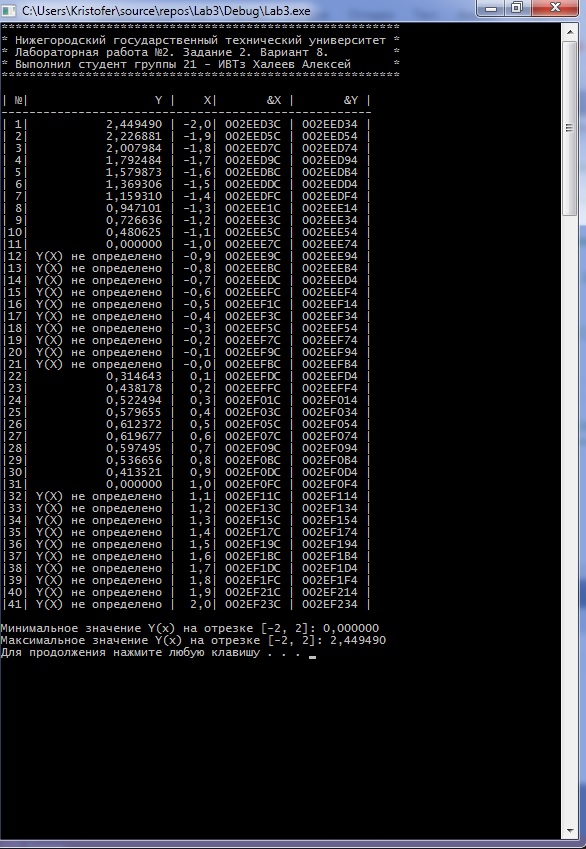 C:\Users\Kristofer\source\repos\Lab3\Debug\Lab3.exe
*******************************************************
* Нижегородский государственный технический университет *
* Лабораторная работа №2. Задание 2. Вариант 8. *
* Выполнил студент группы 21 - ИВТз Халеев Алексей *
*******************************************************
| №| Y | X| &X | &Y |
---------------------------------------------------
| 1| 2,449490 | -2,0| 002EED3C | 002EED34 |
| 2| 2,226881 | -1,9| 002EED5C | 002EED54 |
| 3| 2,007984 | -1,8| 002EED7C | 002EED74 |
| 4| 1,792484 | -1,7| 002EED9C | 002EED94 |
| 5| 1,579873 | -1,6| 002EEDBC | 002EEDB4 |
| 6| 1,369306 | -1,5| 002EEDDC | 002EEDD4 |
| 7| 1,159310 | -1,4| 002EEDFC | 002EEDF4 |
| 8| 0,947101 | -1,3| 002EEE1C | 002EEE14 |
| 9| 0,726636 | -1,2| 002EEE3C | 002EEE34 |
|10| 0,480625 | -1,1| 002EEE5C | 002EEE54 |
|11| 0,000000 | -1,0| 002EEE7C | 002EEE74 |
|12| Y(X) не определено | -0,9| 002EEE9C | 002EEE94 |
|13| Y(X) не определено | -0,8| 002EEEBC | 002EEEB4 |
|14| Y(X) не определено | -0,7| 002EEEDC | 002EEED4 |
|15| Y(X) не определено | -0,6| 002EEEFC | 002EEEF4 |
|16| Y(X) не определено | -0,5| 002EEF1C | 002EEF14 |
|17| Y(X) не определено | -0,4| 002EEF3C | 002EEF34 |
|18| Y(X) не определено | -0,3| 002EEF5C | 002EEF54 |
|19| Y(X) не определено | -0,2| 002EEF7C | 002EEF74 |
|20| Y(X) не определено | -0,1| 002EEF9C | 002EEF94 |
|21| Y(X) не определено | -0,0| 002EEFBC | 002EEFB4 |
|22| 0,314643 | 0,1| 002EEFDC | 002EEFD4 |
|23| 0,438178 | 0,2| 002EEFFC | 002EEFF4 |
|24| 0,522494 | 0,3| 002EF01C | 002EF014 |
|25| 0,579655 | 0,4| 002EF03C | 002EF034 |
|26| 0,612372 | 0,5| 002EF05C | 002EF054 |
|27| 0,619677 | 0,6| 002EF07C | 002EF074 |
|28| 0,597495 | 0,7| 002EF09C | 002EF094 |
|29| 0,536656 | 0,8| 002EF0BC | 002EF0B4 |
|30| 0,413521 | 0,9| 002EF0DC | 002EF0D4 |
|31| 0,000000 | 1,0| 002EF0FC | 002EF0F4 |
|32| Y(X) не определено | 1,1| 002EF11C | 002EF114 |
|33| Y(X) не определено | 1,2| 002EF13C | 002EF134 |
|34| Y(X) не определено | 1,3| 002EF15C | 002EF154 |
|35| Y(X) не определено | 1,4| 002EF17C | 002EF174 |
|36| Y(X) не определено | 1,5| 002EF19C | 002EF194 |
|37| Y(X) не определено | 1,6| 002EF1BC | 002EF1B4 |
|38| Y(X) не определено | 1,7| 002EF1DC | 002EF1D4 |
|39| Y(X) не определено | 1,8| 002EF1FC | 002EF1F4 |
|40| Y(X) не определено | 1,9| 002EF21C | 002EF214 |
|41| Y(X) не определено | 2,0| 002EF23C | 002EF234 |
Минимальное значение Y(x) на отрезке [-2, 2]: 0,000000
Максимальное значение Y(x) на отрезке [-2, 2]: 2,449490
Для продолжения нажмите любую клавишу . . . _